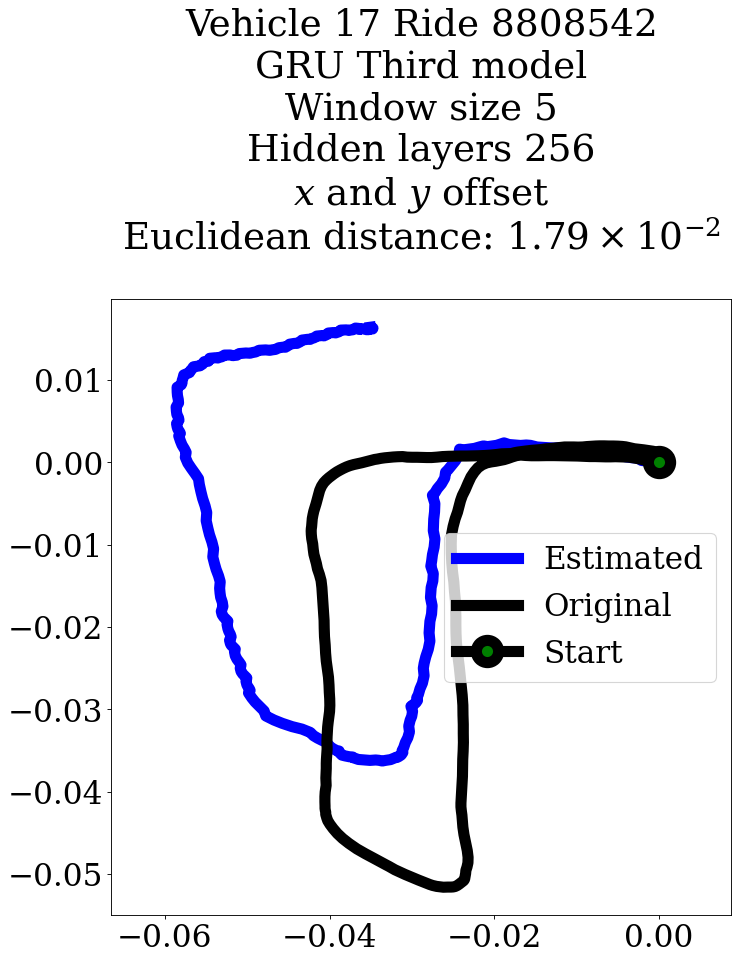 Vehicle 17 Ride 8808542
GRU Third model
Window size 5
Hidden layers 256
x and y offset
Euclidean distance: 1.79 × 10⁻²
0.01
0.00
−0.01
−0.02
−0.03
−0.04
−0.05
Estimated
Original
Start
−0.06
−0.04
−0.02
0.00